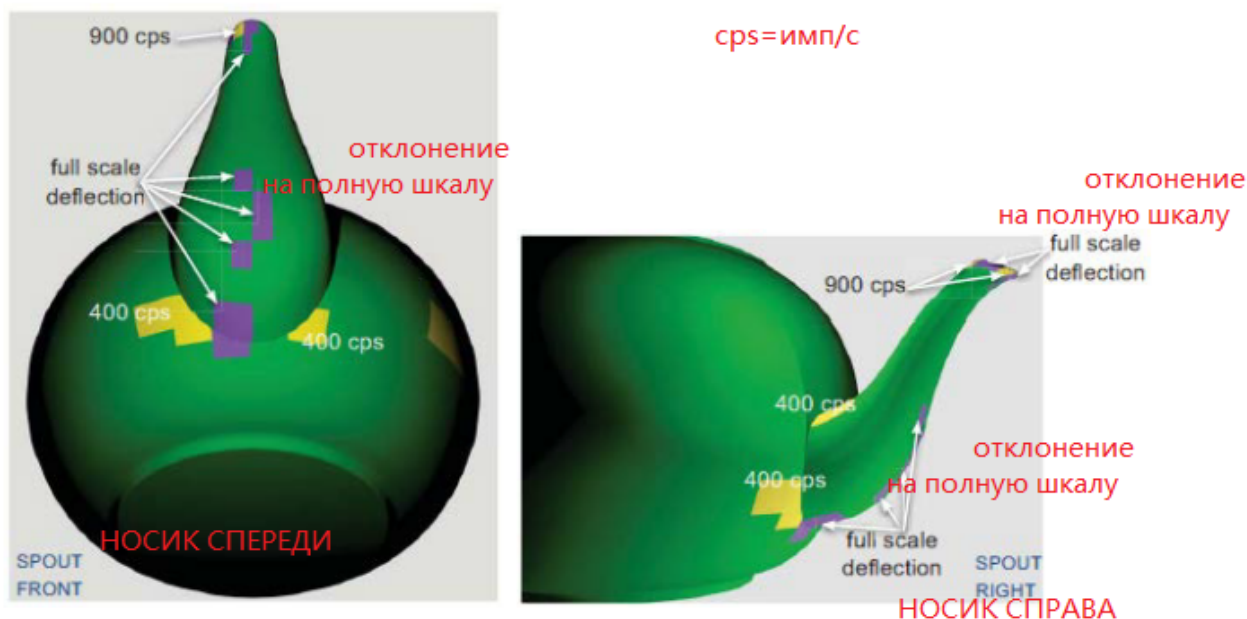 900 cps
cps=имп/с
full scale
deflection
отклонение
на полную шкалу
400 cps
400 cps
НОСИК СПЕРЕДИ
SPOUT
FRONT
отклонение
на полную шкалу
full scale
deflection
900 cps
400 cps
400 cps
отклонение
на полную шкалу
full scale
deflection
SPOUT
RIGHT
НОСИК СПРАВА